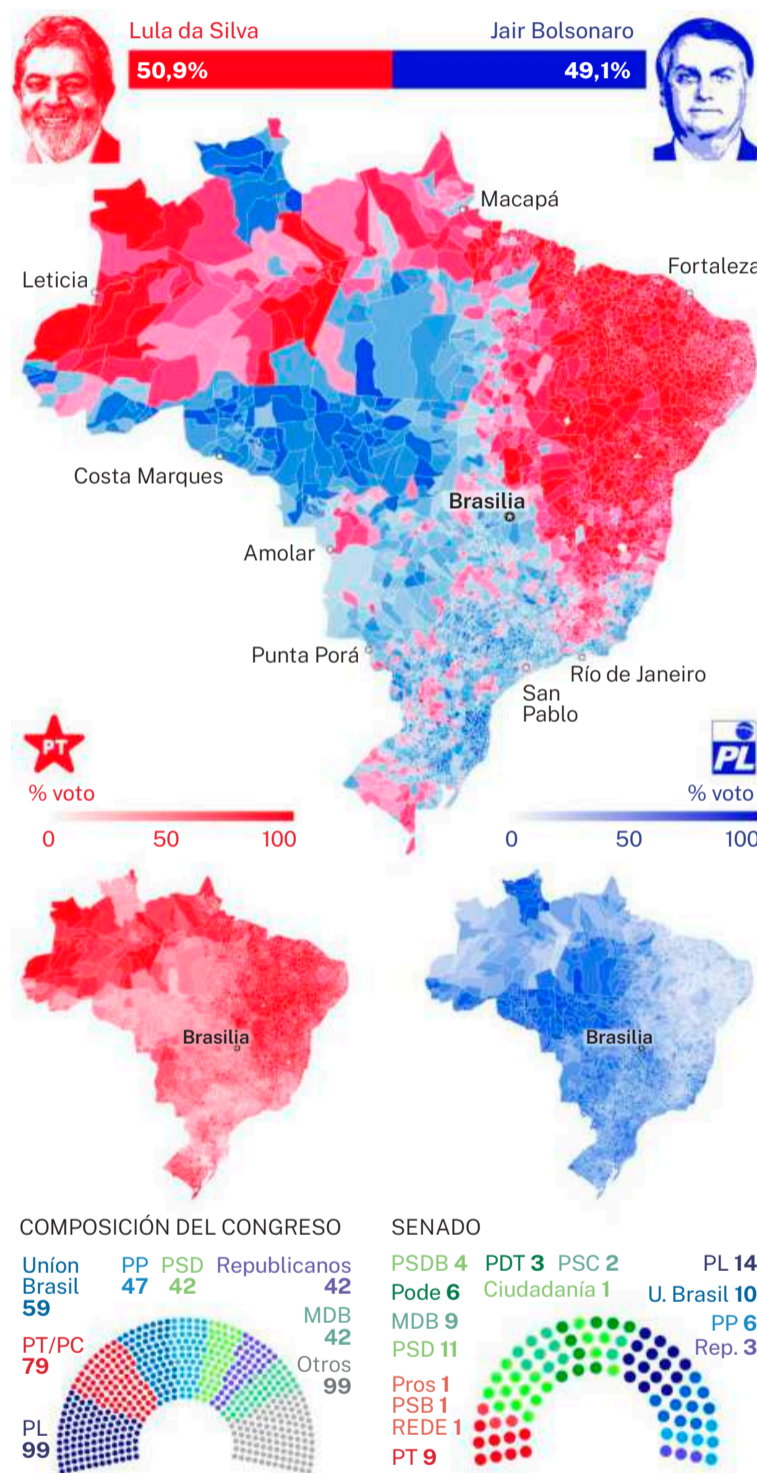 Lula da Silva
Jair Bolsonaro
50,9%
49,1%
Macapá
Leticia
Fortaleza
Costa Marques
Brasilia
Amolar
Punta Porá
Río de Janeiro
San
Pablo
PT
PL
% voto
% voto
0 50 100
0 50 100
Brasilia
Brasilia
COMPOSICIÓN DEL CONGRESO
Uníon
Brasil
59
PP
47
PSD
42
Republicanos
42
MDB
42
PT/PC
79
Otros
99
PL
99
SENADO
PSDB 4
PDT 3
PSC 2
PL 14
Pode 6
Ciudadanía 1
U. Brasil 10
MDB 9
PP 6
PSD 11
Rep. 3
Pros 1
PSB 1
REDE 1
PT 9